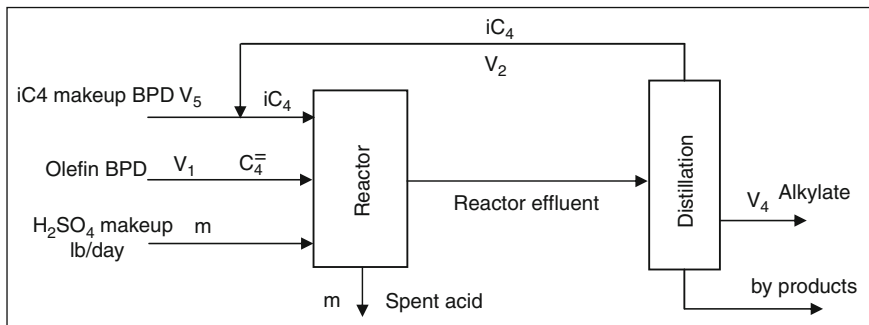 iC₄
V₂
iC4 makeup BPD V₅ iC₄
Olefin BPD V₁ C₄⁼
H₂SO₄ makeup m
lb/day
Reactor
Reactor effluent
Distillation
V₄ Alkylate
by products
m Spent acid